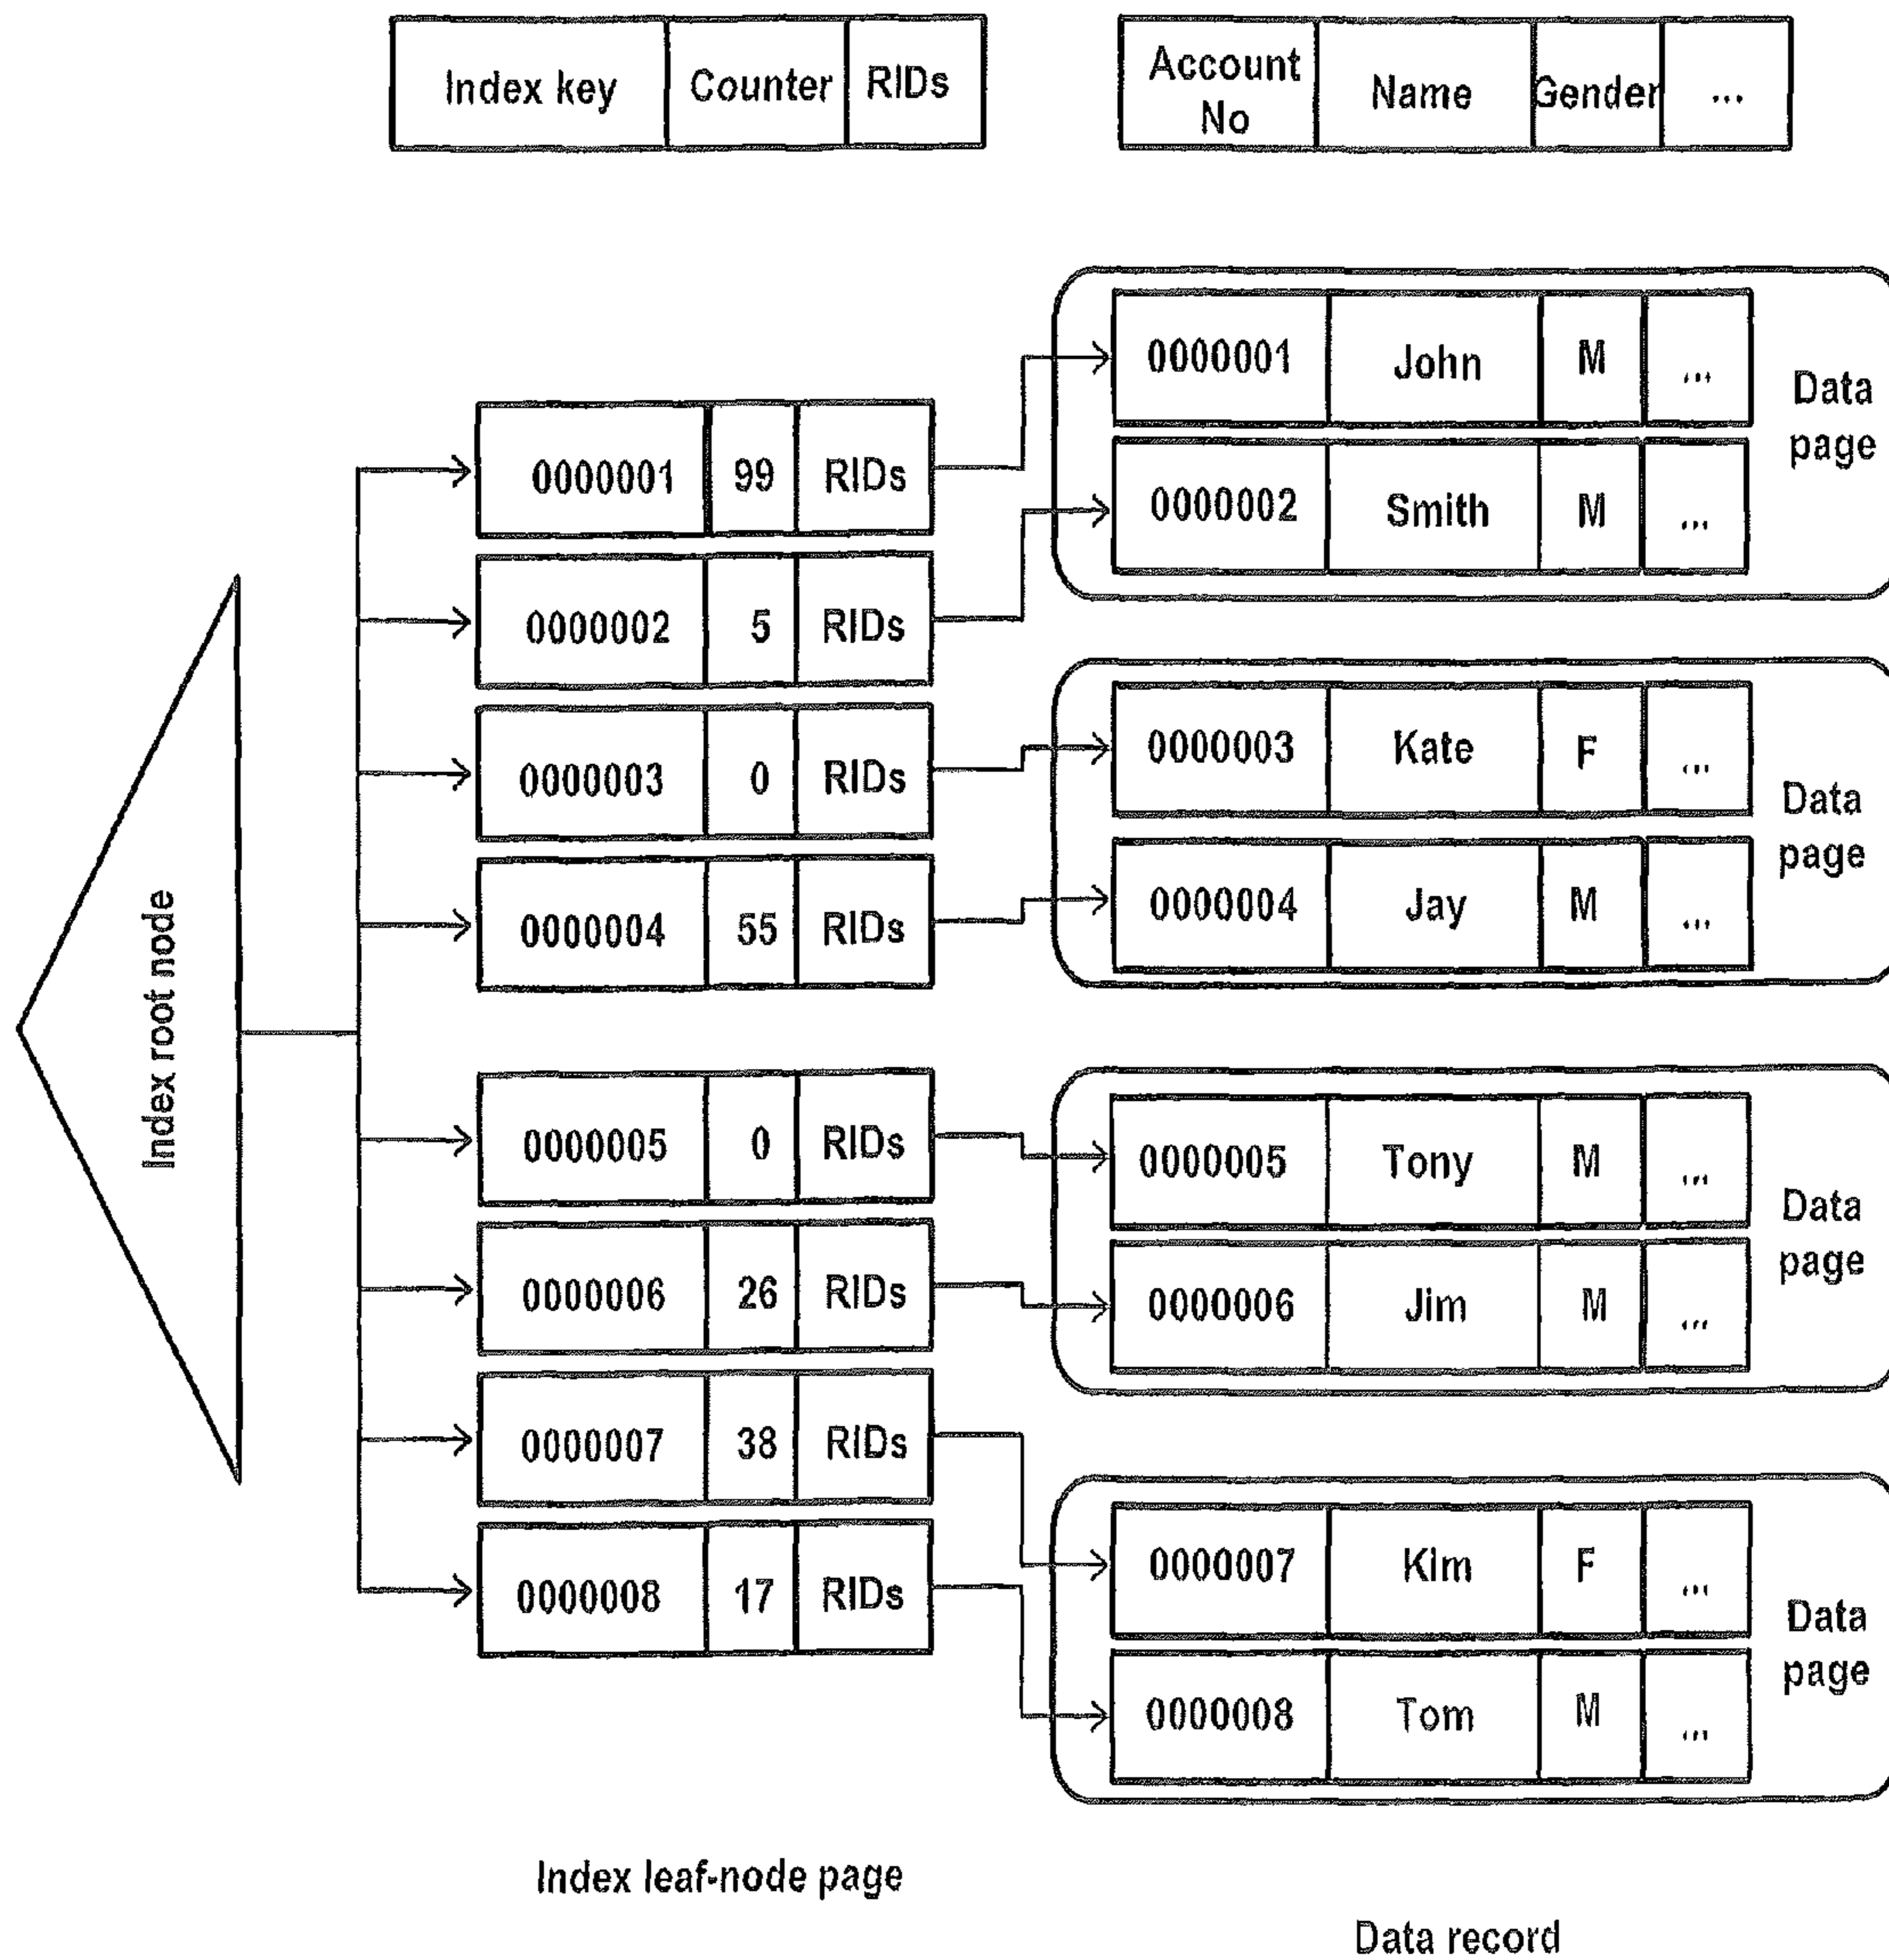 Index key Counter RIDs
Account No Name Gender ...
0000001 99 RIDs
0000002 5 RIDs
0000003 0 RIDs
0000004 55 RIDs
0000005 0 RIDs
0000006 26 RIDs
0000007 38 RIDs
0000008 17 RIDs
Index root node
0000001 John M ...
0000002 Smith M ...
Data
page
0000003 Kate F ...
0000004 Jay M ...
Data
page
0000005 Tony M ...
0000006 Jim M ...
Data
page
0000007 Kim F ...
0000008 Tom M ...
Data
page
Index leaf-node page
Data record